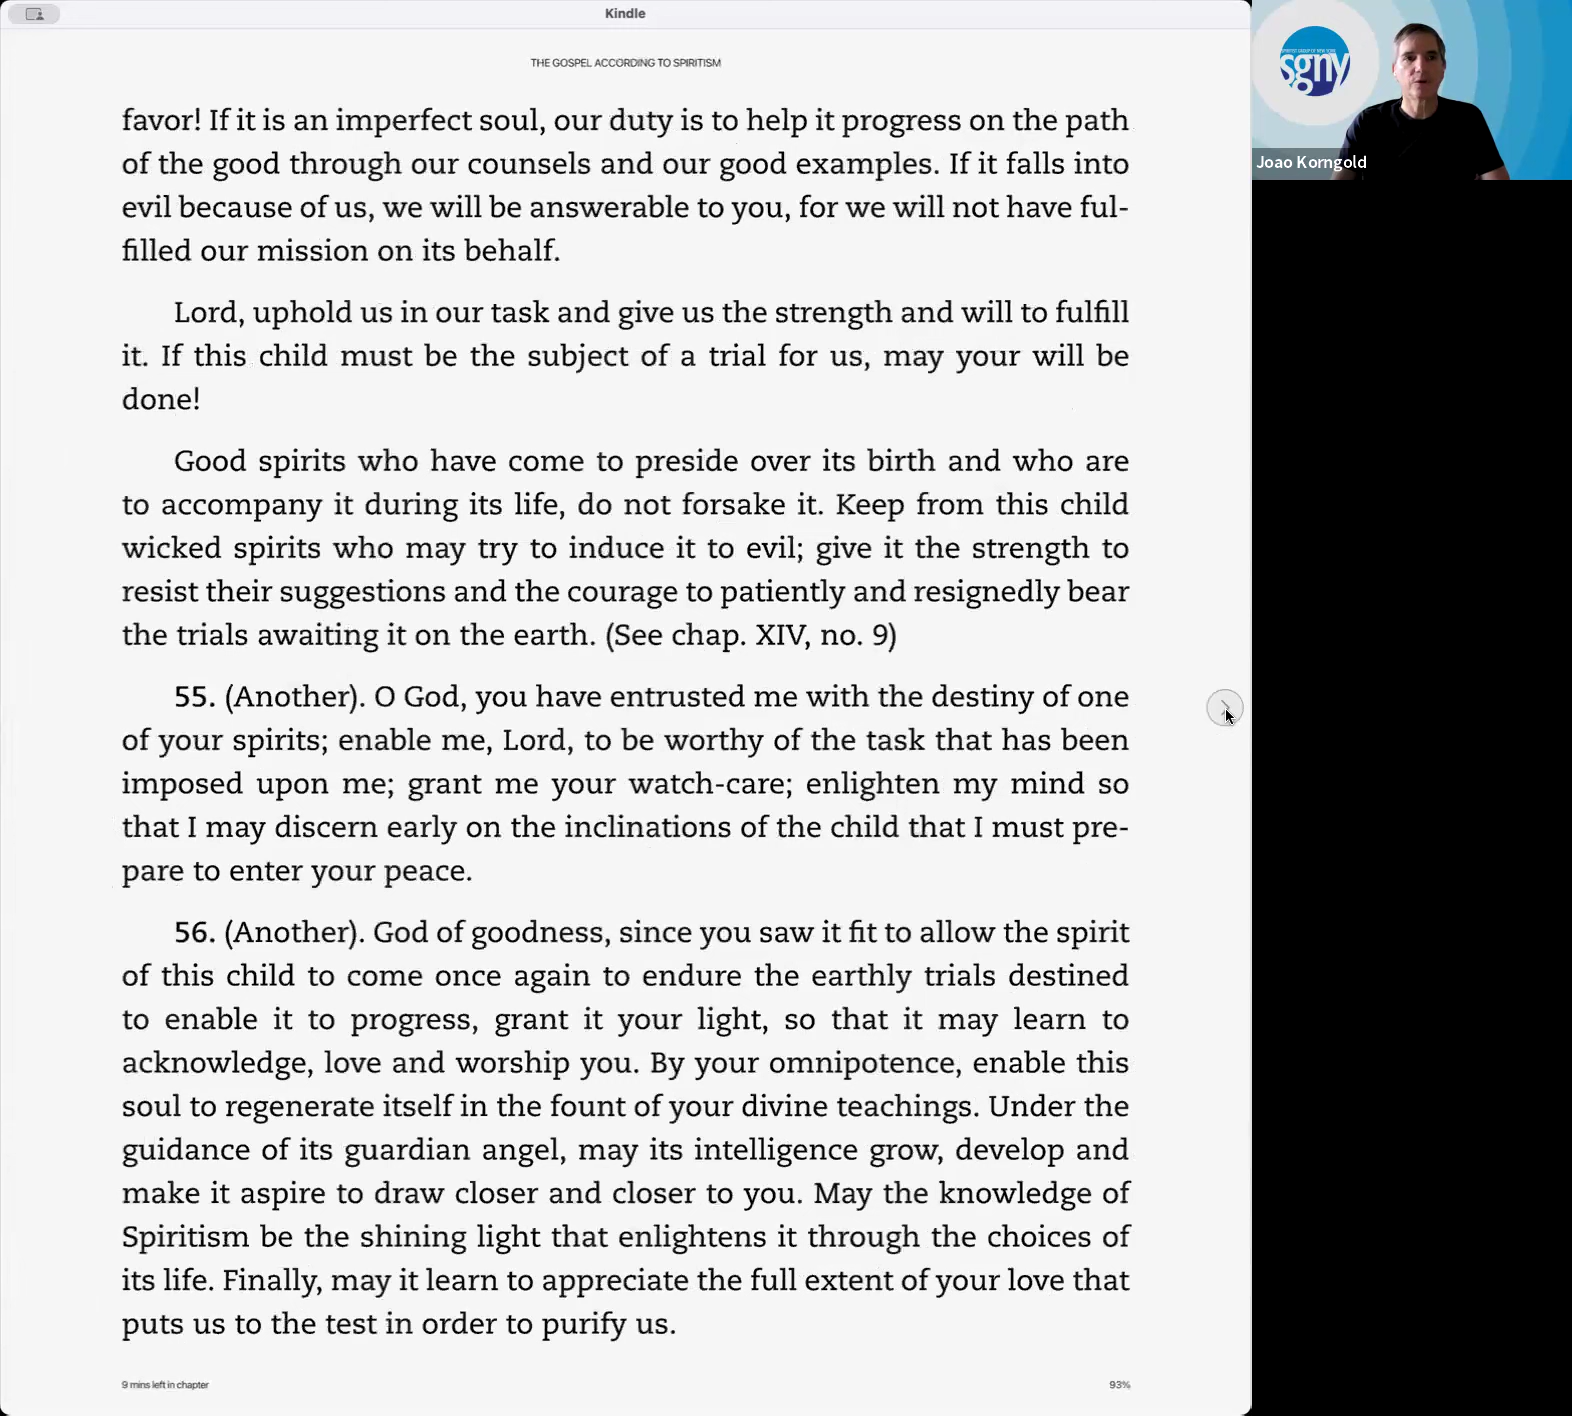 Kindle
THE GOSPEL ACCORDING TO SPIRITISM
favor! If it is an imperfect soul, our duty is to help it progress on the path
of the good through our counsels and our good examples. If it falls into
evil because of us, we will be answerable to you, for we will not have ful-
filled our mission on its behalf.
Lord, uphold us in our task and give us the strength and will to fulfill
it. If this child must be the subject of a trial for us, may your will be
done!
Good spirits who have come to preside over its birth and who are
to accompany it during its life, do not forsake it. Keep from this child
wicked spirits who may try to induce it to evil; give it the strength to
resist their suggestions and the courage to patiently and resignedly bear
the trials awaiting it on the earth. (See chap. XIV, no. 9)
55. (Another). O God, you have entrusted me with the destiny of one
of your spirits; enable me, Lord, to be worthy of the task that has been
imposed upon me; grant me your watch-care; enlighten my mind so
that I may discern early on the inclinations of the child that I must pre-
pare to enter your peace.
56. (Another). God of goodness, since you saw it fit to allow the spirit
of this child to come once again to endure the earthly trials destined
to enable it to progress, grant it your light, so that it may learn to
acknowledge, love and worship you. By your omnipotence, enable this
soul to regenerate itself in the fount of your divine teachings. Under the
guidance of its guardian angel, may its intelligence grow, develop and
make it aspire to draw closer and closer to you. May the knowledge of
Spiritism be the shining light that enlightens it through the choices of
its life. Finally, may it learn to appreciate the full extent of your love that
puts us to the test in order to purify us.
9 mins left in chapter
93%
sgny
Joao Korngold